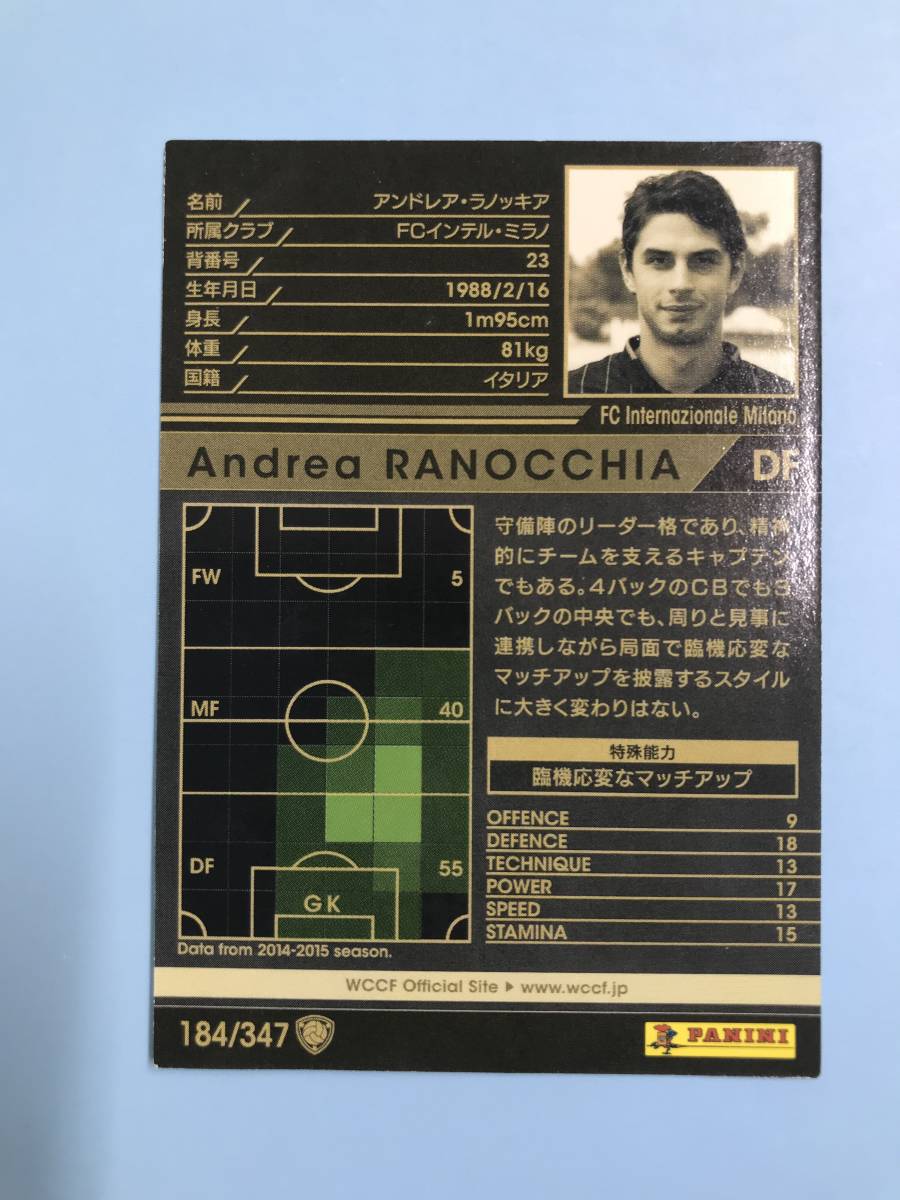 名前 アンドレア・ラノッキア
所属クラブ FCインテル・ミラノ
背番号 23
生年月日 1988/2/16
身長 1m95cm
体重 81kg
国籍 イタリア
FC Internazionale Milano
Andrea RANOCCHIA DF
FW 5
MF 40
DF 55
GK
Data from 2014-2015 season.
守備陣のリーダー格であり、精神
的にチームを支えるキャプテン
でもある。4バックのCBでも3
バックの中央でも、周りと見事に
連携しながら局面で臨機応変な
マッチアップを披露するスタイル
に大きく変わりはない。
特殊能力
臨機応変なマッチアップ
OFFENCE 9
DEFENCE 18
TECHNIQUE 13
POWER 17
SPEED 13
STAMINA 15
WCCF Official Site ▶ www.wccf.jp
184/347
PANINI